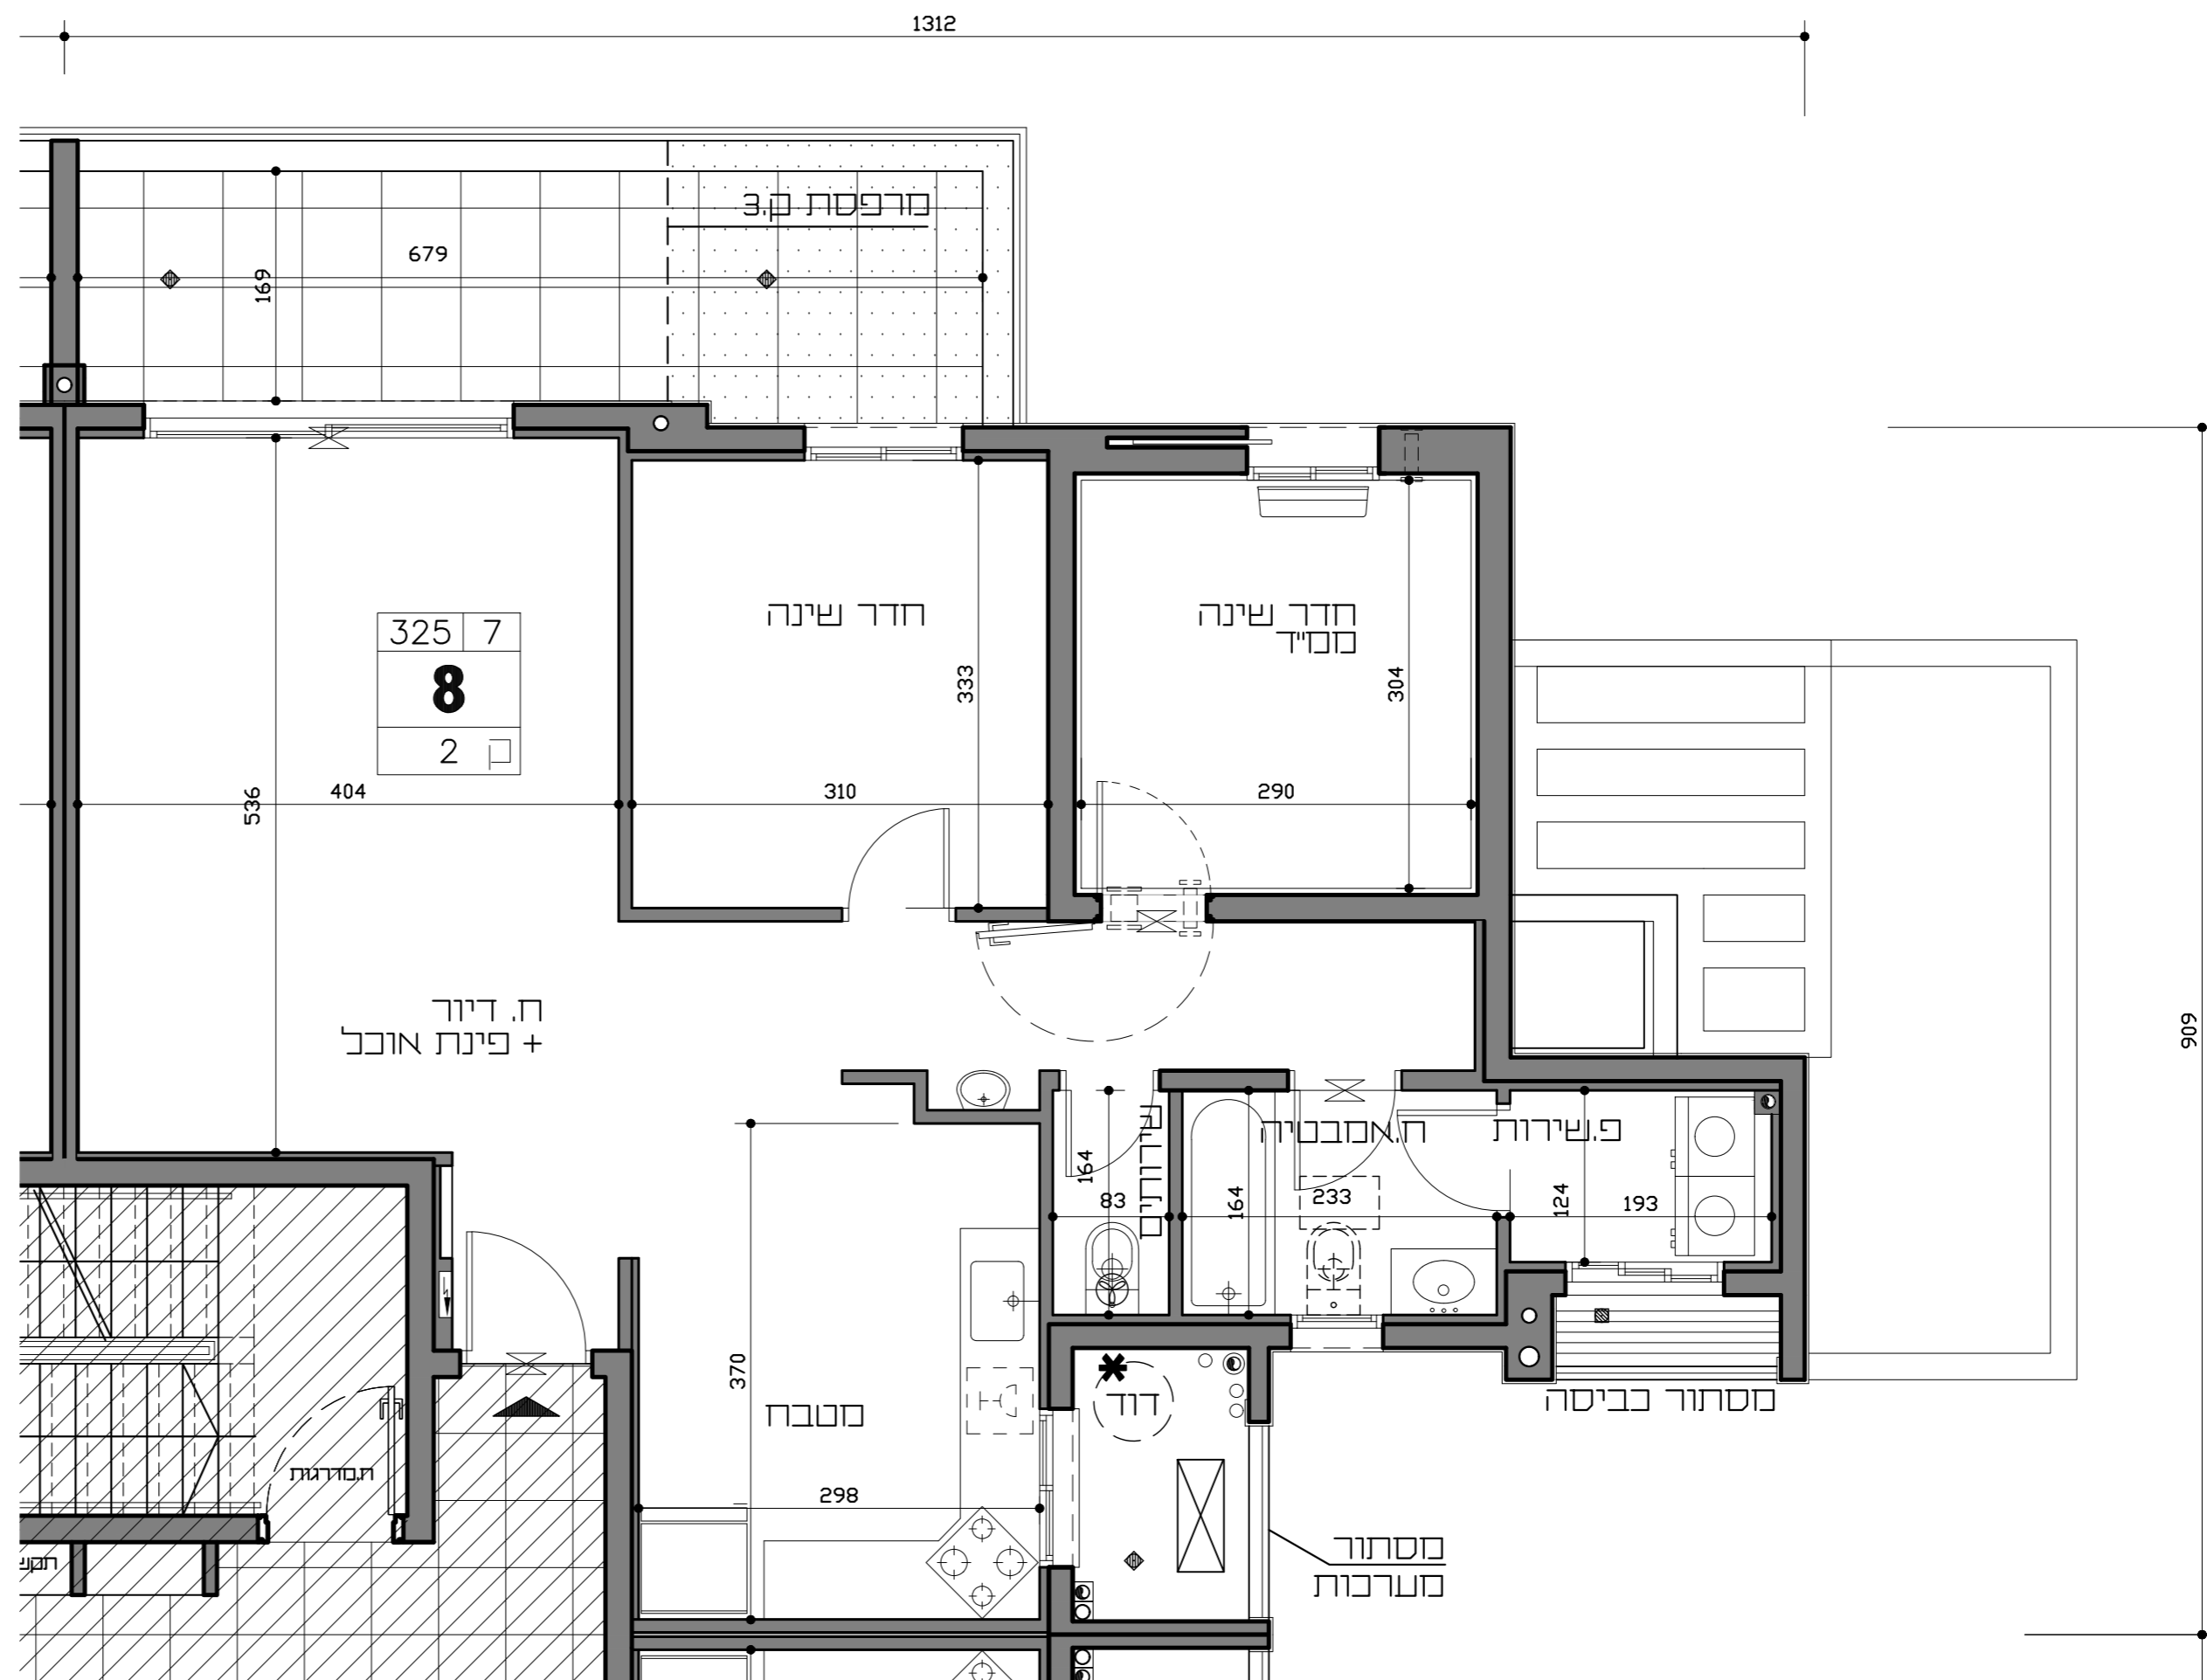 1312
מרפסת ק.3
679
169
חדר שינה
חדר שינה
ממ״ד
325 7
8
ק 2
333
304
536
404
310
290
ח. דיור
+ פינת אוכל
שירותים
ח.אמבטיה
פ.שירות
164
83
164
233
124
193
909
370
מטבח
דוד
מסתור כביסה
ח.מדרגות
298
מסתור
מערכות